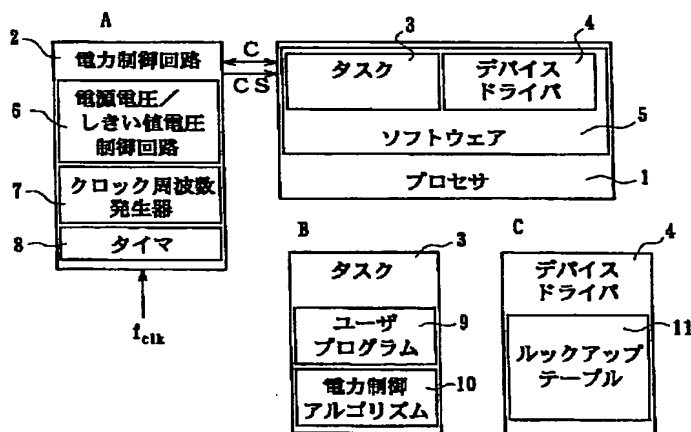 A
2
電力制御回路
6
電源電圧/
しきい値電圧
制御回路
7
クロック周波数
発生器
8
タイマ
fclk
C
CS
3
タスク
4
デバイス
ドライバ
5
ソフトウェア
プロセサ
1
B
3
タスク
ユーザ
プログラム
9
電力制御
アルゴリズム
10
C
4
デバイス
ドライバ
11
ルックアップ
テーブル